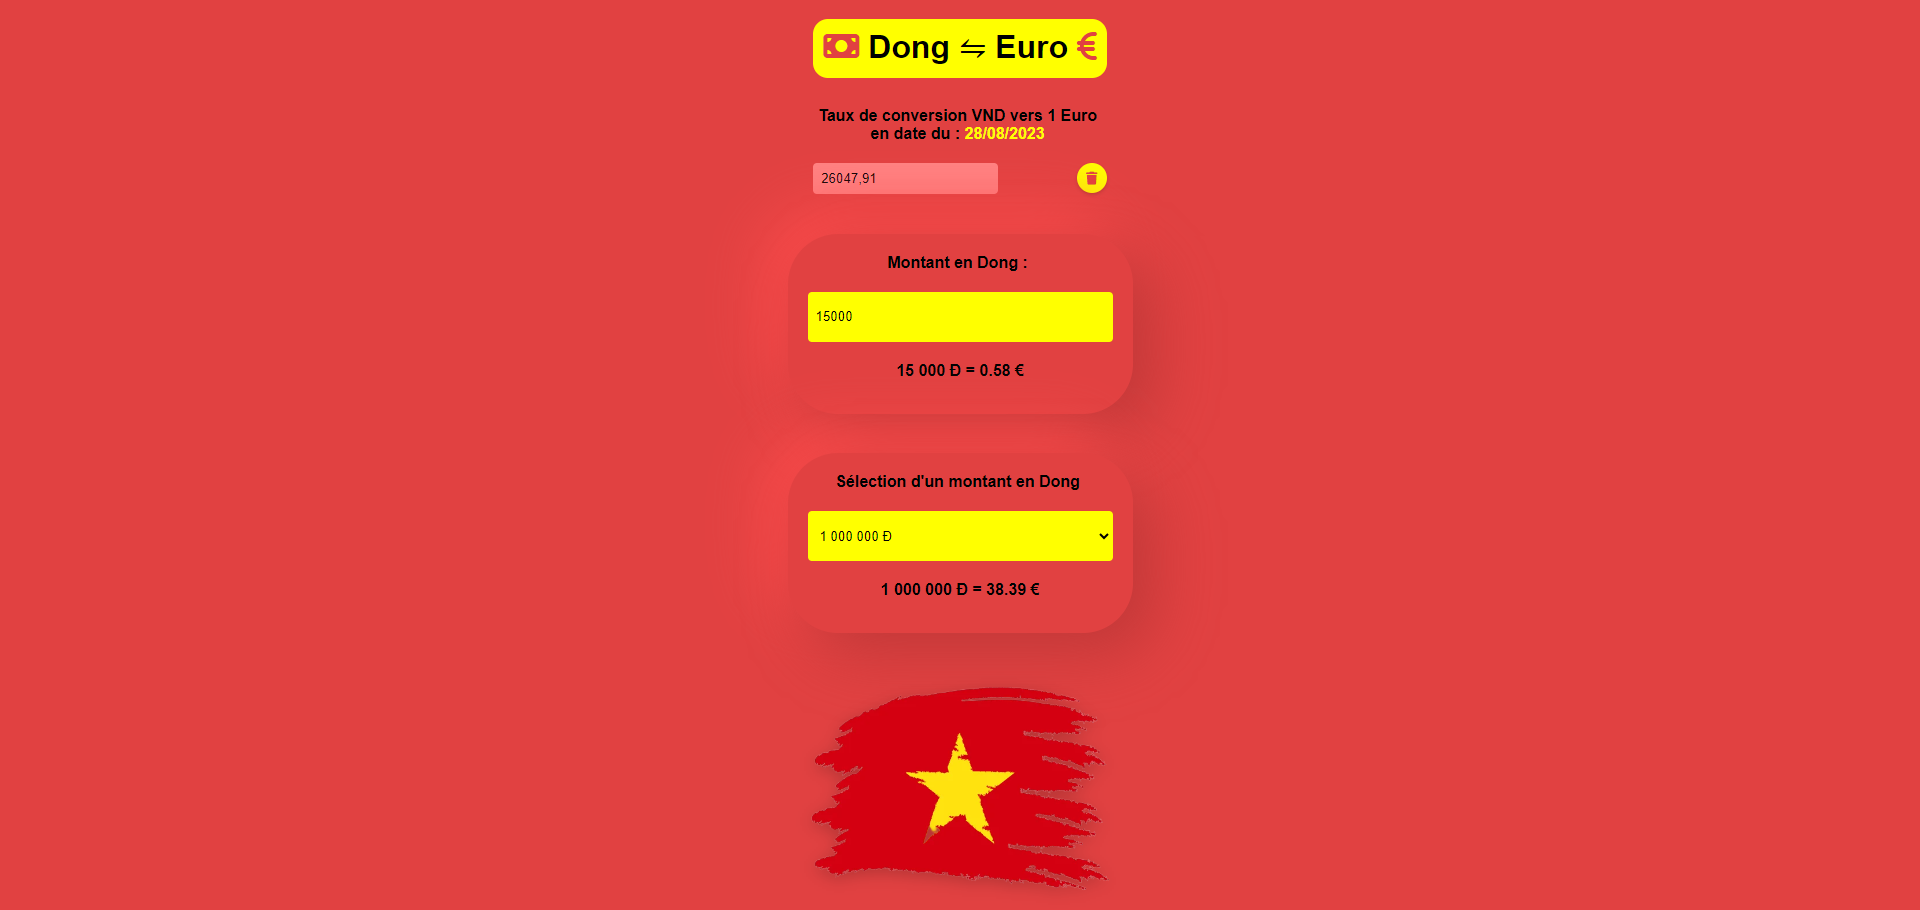 Dong ⇋ Euro €
Taux de conversion VND vers 1 Euro
en date du : 28/08/2023
26047,91
Montant en Dong :
15000
15 000 Đ = 0.58 €
Sélection d'un montant en Dong
1 000 000 Đ
1 000 000 Đ = 38.39 €